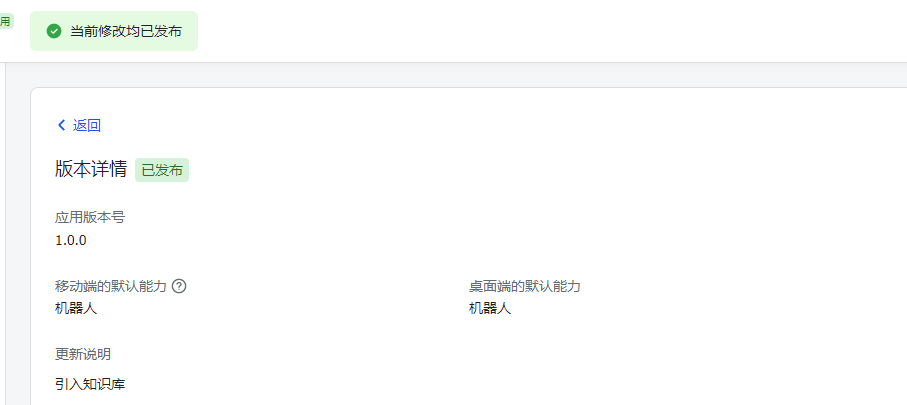 用
当前修改均已发布
返回
版本详情 已发布
应用版本号
1.0.0
移动端的默认能力 桌面端的默认能力
机器人 机器人
更新说明
引入知识库